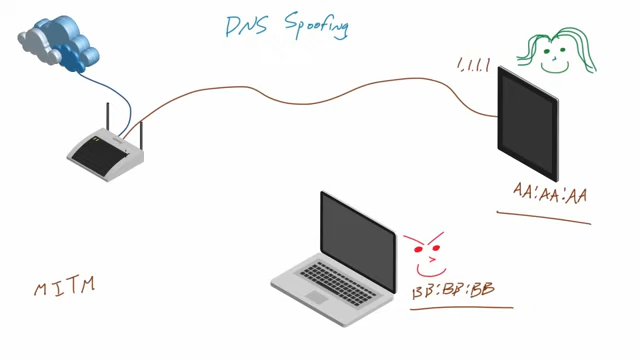 DNS Spoofing
1.1.1.1
AA:AA:AA
BB:BB:BB
MITM